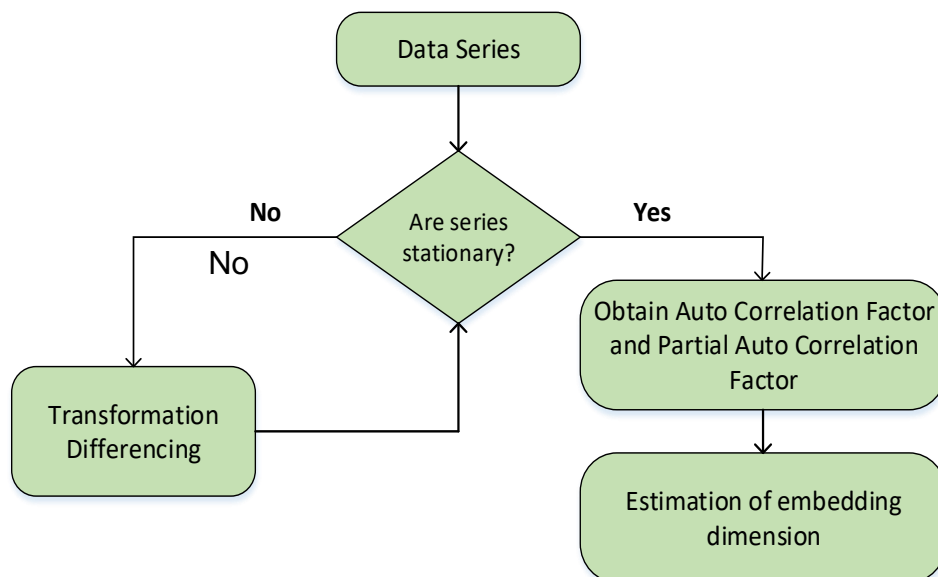 Data Series
No
Are series
stationary?
Yes
No
Obtain Auto Correlation Factor
and Partial Auto Correlation
Factor
Transformation
Differencing
Estimation of embedding
dimension